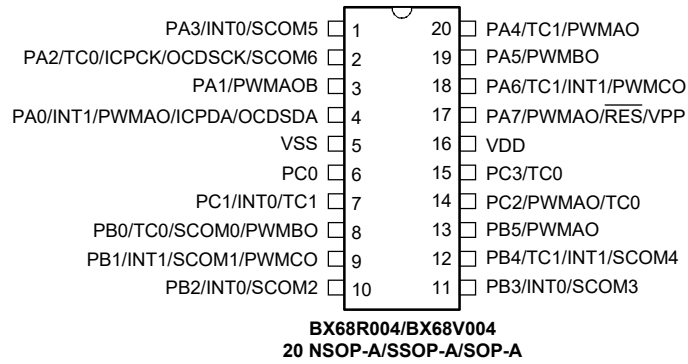 PA3/INT0/SCOM5 1 20 PA4/TC1/PWMAO
PA2/TC0/ICPCK/OCDSCK/SCOM6 2 19 PA5/PWMBO
PA1/PWMAOB 3 18 PA6/TC1/INT1/PWMCO
PA0/INT1/PWMAO/ICPDA/OCDSDA 4 17 PA7/PWMAO/RES/VPP
VSS 5 16 VDD
PC0 6 15 PC3/TC0
PC1/INT0/TC1 7 14 PC2/PWMAO/TC0
PB0/TC0/SCOM0/PWMBO 8 13 PB5/PWMAO
PB1/INT1/SCOM1/PWMCO 9 12 PB4/TC1/INT1/SCOM4
PB2/INT0/SCOM2 10 11 PB3/INT0/SCOM3
BX68R004/BX68V004
20 NSOP-A/SSOP-A/SOP-A